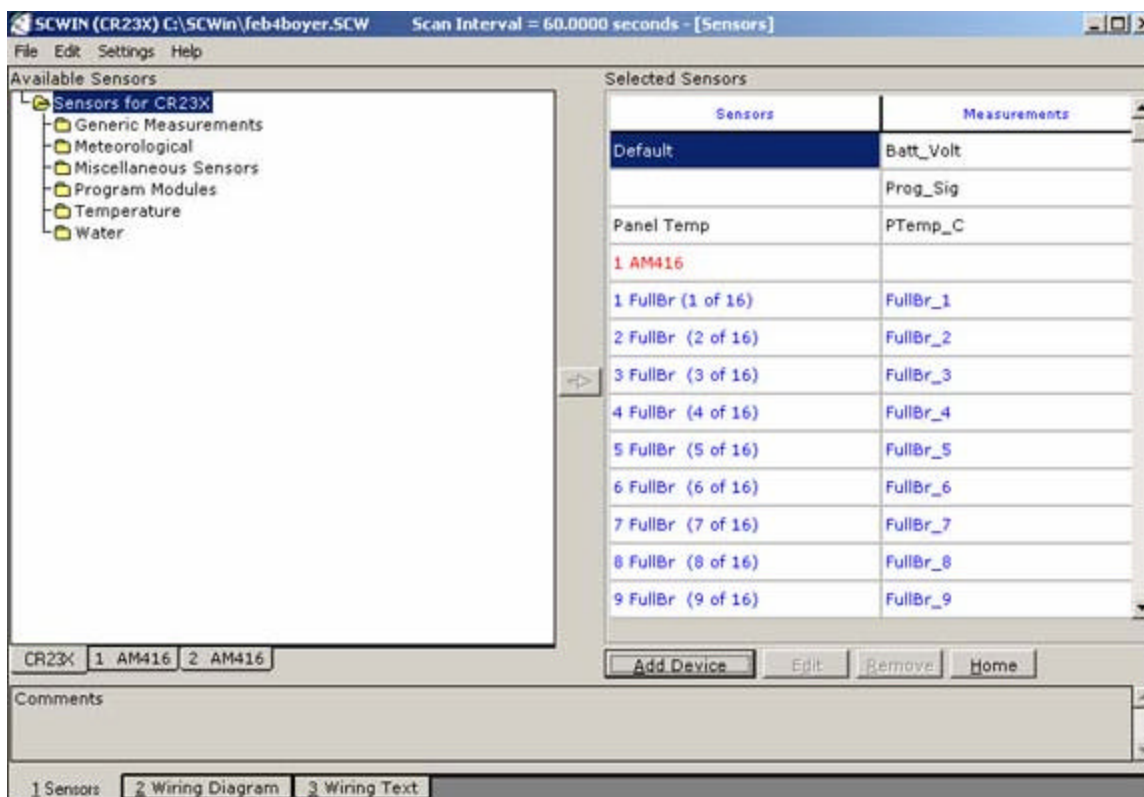 SCWIN (CR23X) C:\SCWin\feb4boyer.SCW Scan Interval = 60.0000 seconds - [Sensors]
File Edit Settings Help
Available Sensors
Sensors for CR23X
Generic Measurements
Meteorological
Miscellaneous Sensors
Program Modules
Temperature
Water
CR23X 1 AM416 2 AM416
Selected Sensors
Sensors Measurements
Default Batt_Volt
Prog_Sig
Panel Temp PTemp_C
1 AM416
1 FullBr (1 of 16) FullBr_1
2 FullBr (2 of 16) FullBr_2
3 FullBr (3 of 16) FullBr_3
4 FullBr (4 of 16) FullBr_4
5 FullBr (5 of 16) FullBr_5
6 FullBr (6 of 16) FullBr_6
7 FullBr (7 of 16) FullBr_7
8 FullBr (8 of 16) FullBr_8
9 FullBr (9 of 16) FullBr_9
Add Device Edit Remove Home
Comments
1 Sensors 2 Wiring Diagram 3 Wiring Text